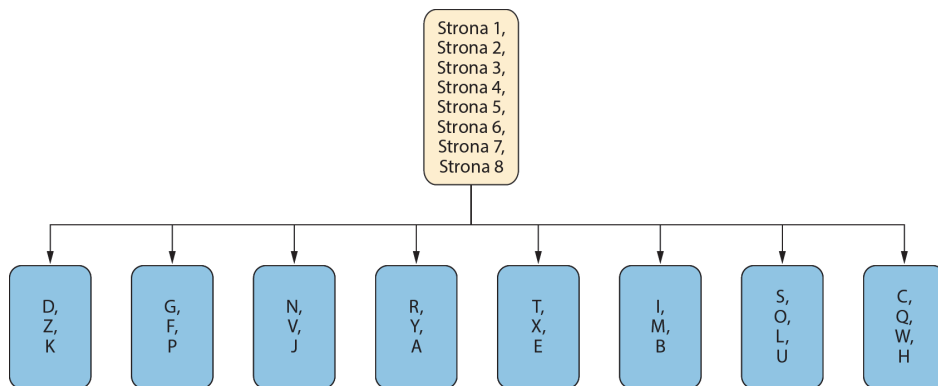 Strona 1,
Strona 2,
Strona 3,
Strona 4,
Strona 5,
Strona 6,
Strona 7,
Strona 8
D,
Z,
K
G,
F,
P
N,
V,
J
R,
Y,
A
T,
X,
E
I,
M,
B
S,
O,
L,
U
C,
Q,
W,
H